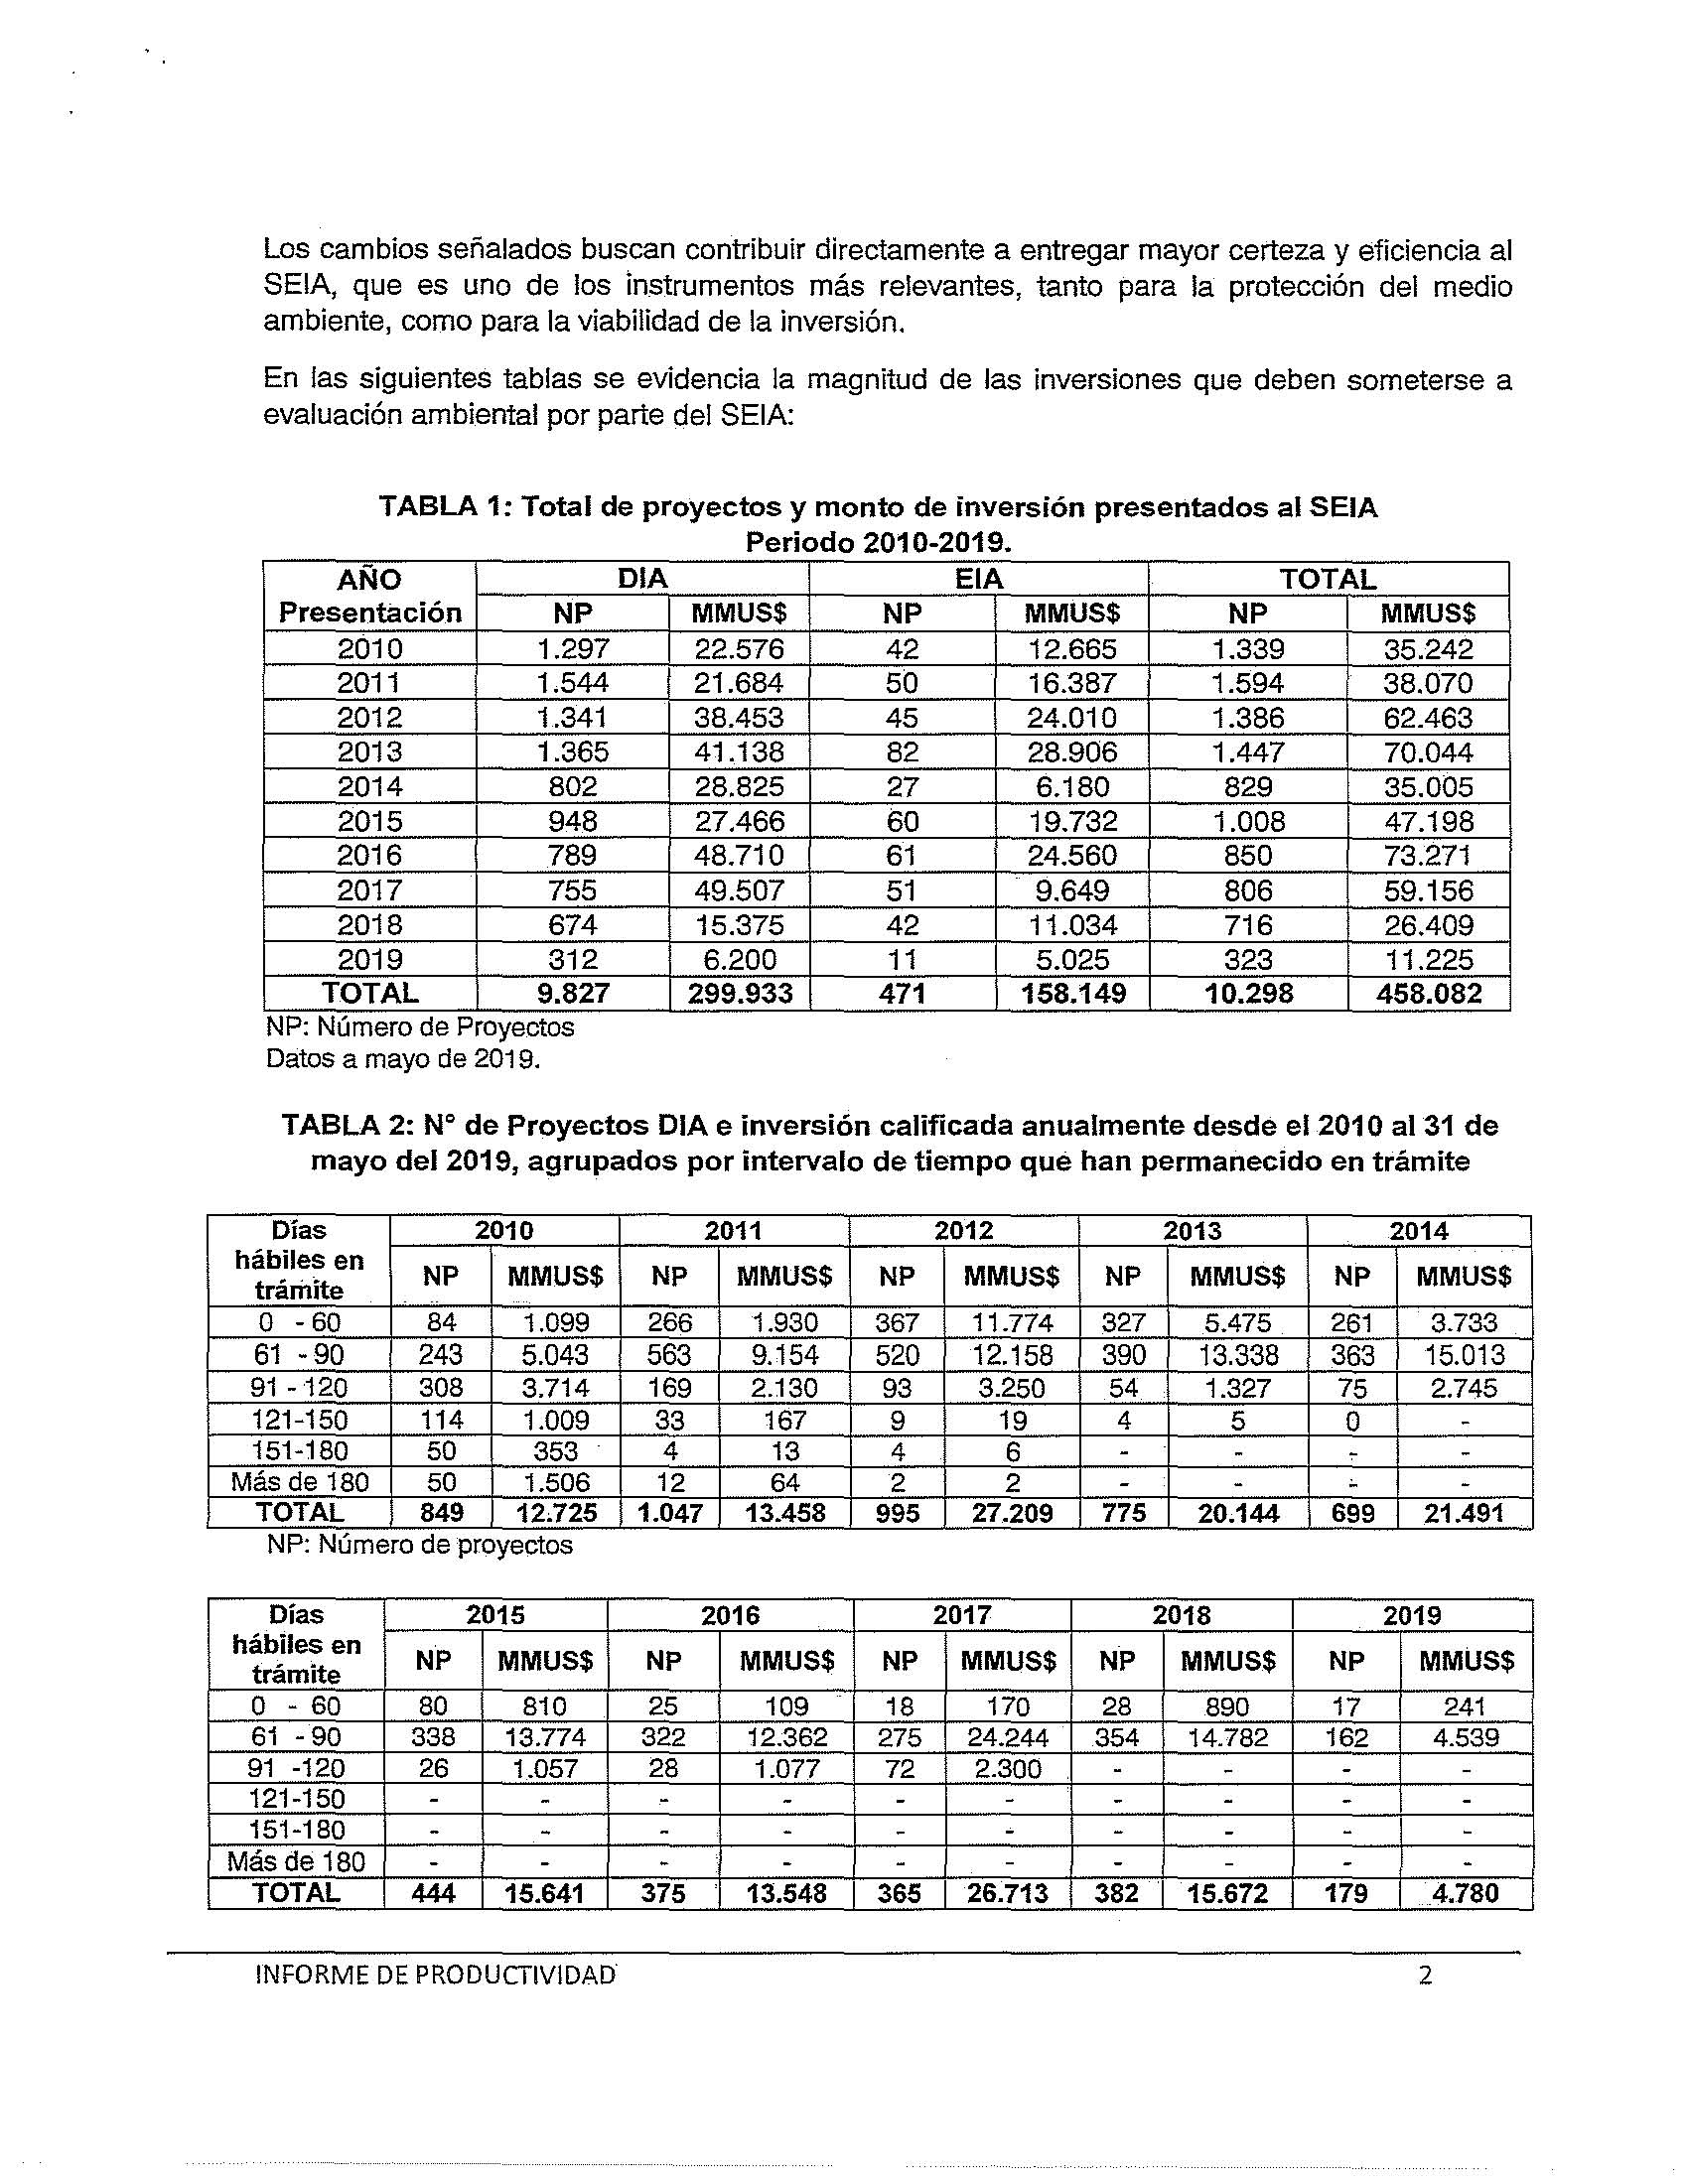 Los cambios señalados buscan contribuir directamente a entregar mayor certeza y eficiencia al
SEIA, que es uno de los instrumentos más relevantes, tanto para la protección del medio
ambiente, como para la viabilidad de la inversión.
En las siguientes tablas se evidencia la magnitud de las inversiones que deben someterse a
evaluación ambiental por parte del SEIA:
TABLA 1: Total de proyectos y monto de inversión presentados al SEIA
Periodo 2010-2019.
AÑO DIA EIA TOTAL
Presentación NP MMUS$ NP MMUS$ NP MMUS$
2010 1.297 22.576 42 12.665 1.339 35.242
2011 1.544 21.684 50 16.387 1.594 38.070
2012 1.341 38.453 45 24.010 1.386 62.463
2013 1.365 41.138 82 28.906 1.447 70.044
2014 802 28.825 27 6.180 829 35.005
2015 948 27.466 60 19.732 1.008 47.198
2016 789 48.710 61 24.560 850 73.271
2017 755 49.507 51 9.649 806 59.156
2018 674 15.375 42 11.034 716 26.409
2019 312 6.200 11 5.025 323 11.225
TOTAL 9.827 299.933 471 158.149 10.298 458.082
NP: Número de Proyectos
Datos a mayo de 2019.
TABLA 2: N° de Proyectos DIA e inversión calificada anualmente desde el 2010 al 31 de
mayo del 2019, agrupados por intervalo de tiempo que han permanecido en trámite
Días 2010 2011 2012 2013 2014
hábiles en
trámite NP MMUS$ NP MMUS$ NP MMUS$ NP MMUS$ NP MMUS$
0 - 60 84 1.099 266 1.930 367 11.774 327 5.475 261 3.733
61 - 90 243 5.043 563 9.154 520 12.158 390 13.338 363 15.013
91 - 120 308 3.714 169 2.130 93 3.250 54 1.327 75 2.745
121-150 114 1.009 33 167 9 19 4 5 0 -
151-180 50 353 4 13 4 6 - - - -
Más de 180 50 1.506 12 64 2 2 - - - -
TOTAL 849 12.725 1.047 13.458 995 27.209 775 20.144 699 21.491
NP: Número de proyectos
Días 2015 2016 2017 2018 2019
hábiles en
trámite NP MMUS$ NP MMUS$ NP MMUS$ NP MMUS$ NP MMUS$
0 - 60 80 810 25 109 18 170 28 890 17 241
61 - 90 338 13.774 322 12.362 275 24.244 354 14.782 162 4.539
91 -120 26 1.057 28 1.077 72 2.300 - - - -
121-150 - - - - - - - - - -
151-180 - - - - - - - - - -
Más de 180 - - - - - - - - - -
TOTAL 444 15.641 375 13.548 365 26.713 382 15.672 179 4.780
INFORME DE PRODUCTIVIDAD 2